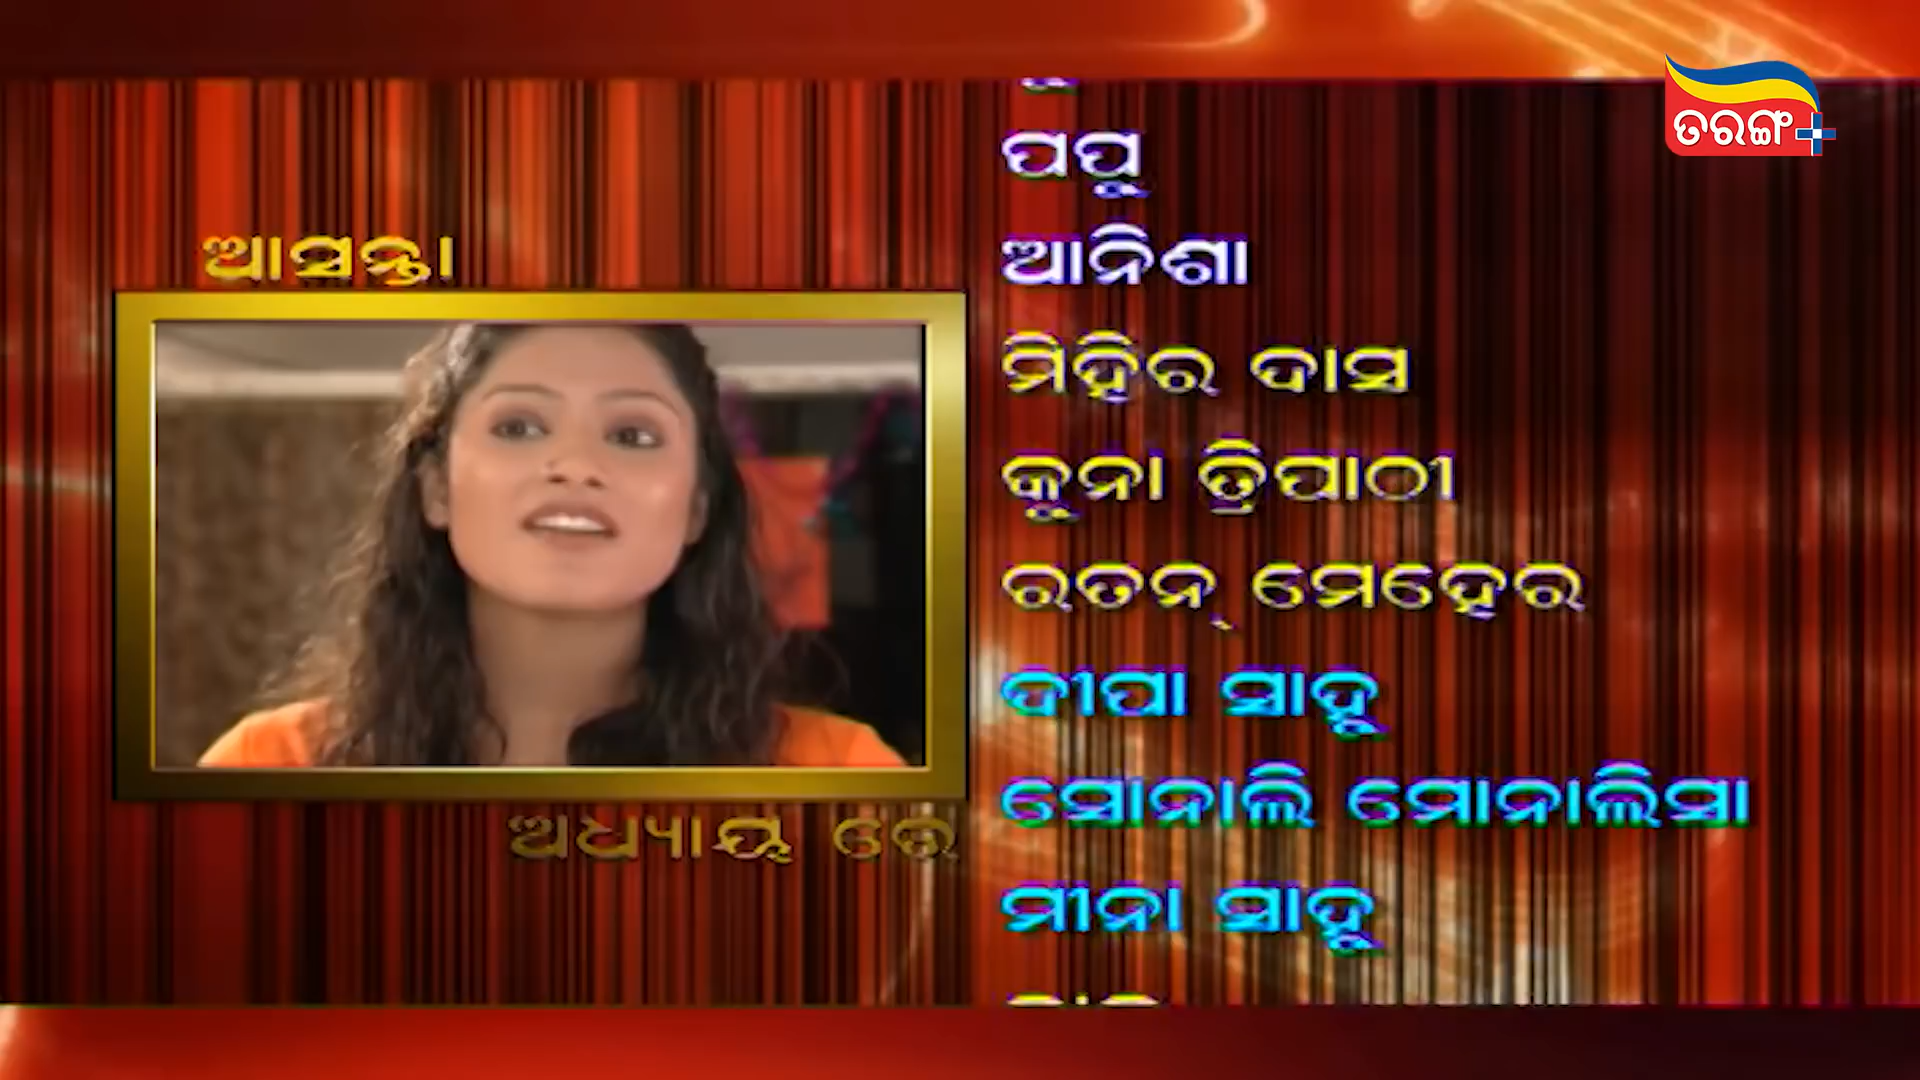 ତରଙ୍ଗ+
ପପୁ
ଆନିଶା
ମିହିର ଦାସ
କୁନା ତ୍ରିପାଠୀ
ରତନ୍ ମେହେର
ଦୀପା ସାହୁ
ସୋନାଲି ମୋନାଲିସା
ମୀନା ସାହୁ
ଆସନ୍ତା
ଅଧ୍ୟାୟ ରେ